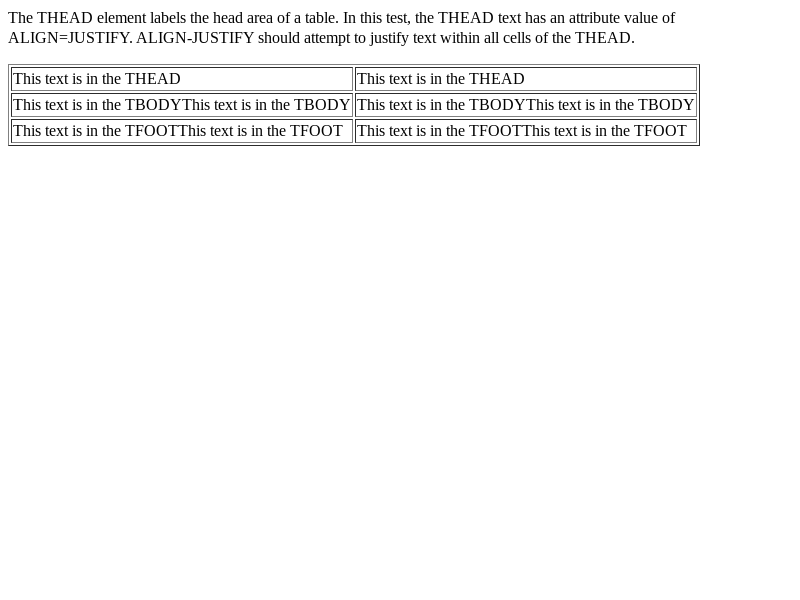 The THEAD element labels the head area of a table. In this test, the THEAD text has an attribute value of
ALIGN=JUSTIFY. ALIGN-JUSTIFY should attempt to justify text within all cells of the THEAD.
This text is in the THEAD This text is in the THEAD
This text is in the TBODYThis text is in the TBODY This text is in the TBODYThis text is in the TBODY
This text is in the TFOOTThis text is in the TFOOT This text is in the TFOOTThis text is in the TFOOT